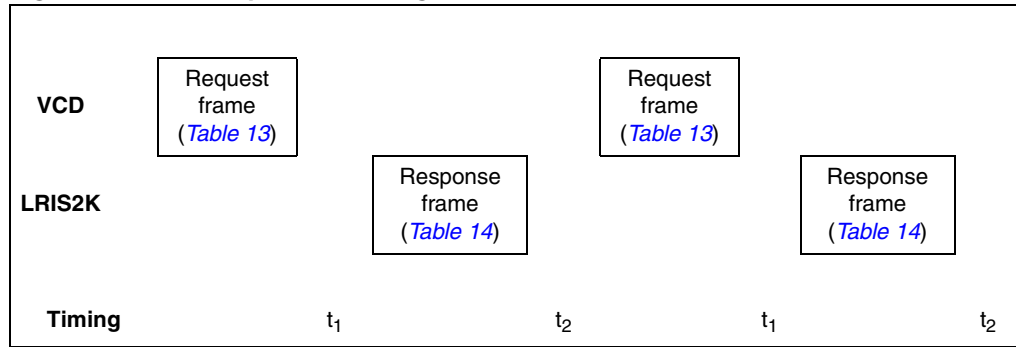 VCD
Request
frame
(Table 13)
Request
frame
(Table 13)
LRIS2K
Response
frame
(Table 14)
Response
frame
(Table 14)
Timing t1 t2 t1 t2